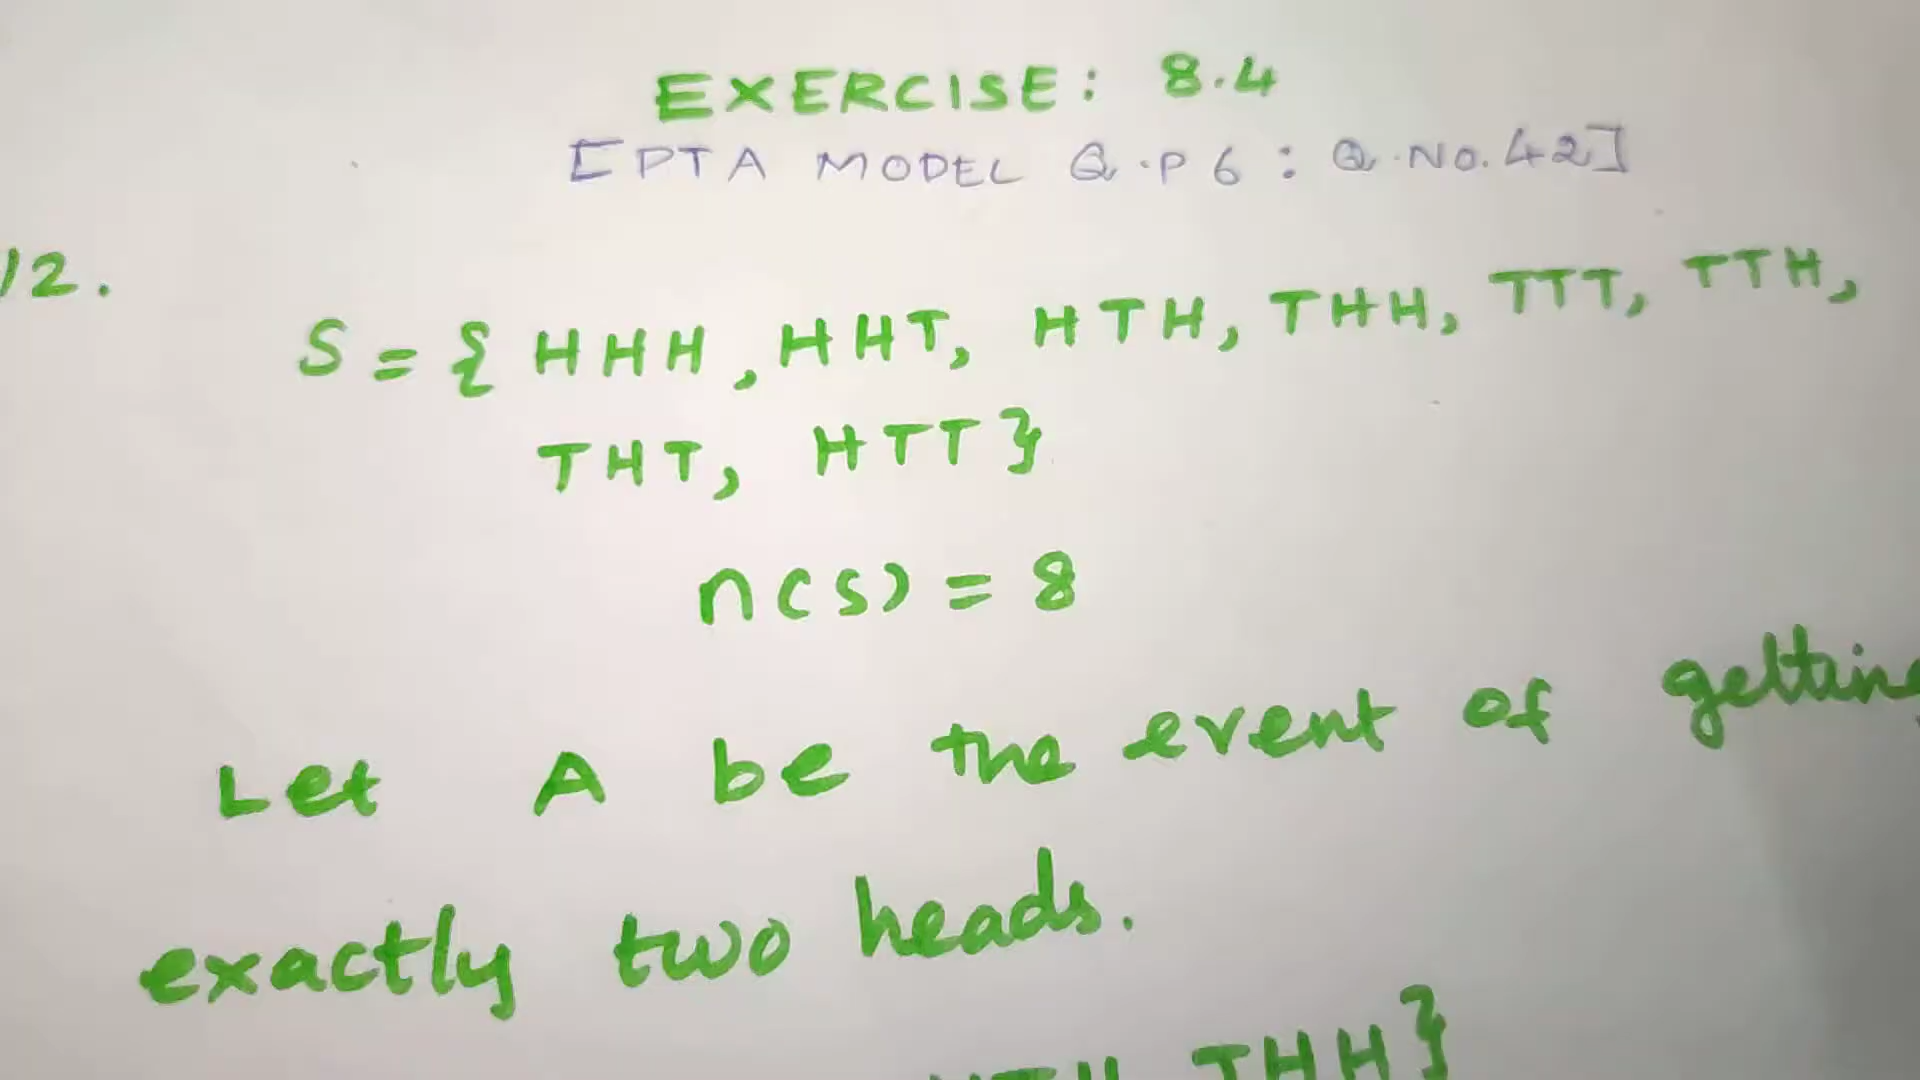 EXERCISE: 8.4
[PTA MODEL Q.P 6 : Q.NO.42]
12.
S = { HHH, HHT, HTH, THH, TTT, TTH,
THT, HTT }
n(S) = 8
Let A be the event of getting
exactly two heads.
THH }